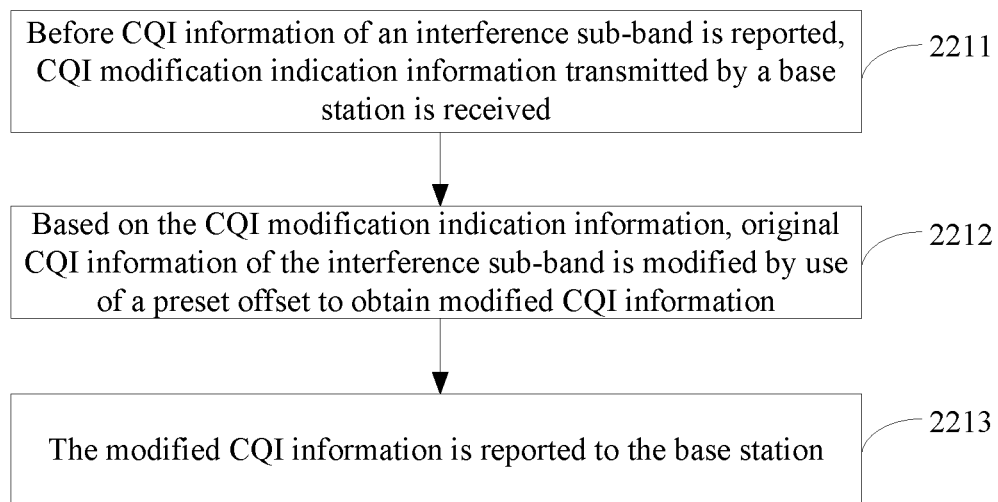 Before CQI information of an interference sub-band is reported,
CQI modification indication information transmitted by a base
station is received
2211
Based on the CQI modification indication information, original
CQI information of the interference sub-band is modified by use
of a preset offset to obtain modified CQI information
2212
The modified CQI information is reported to the base station
2213